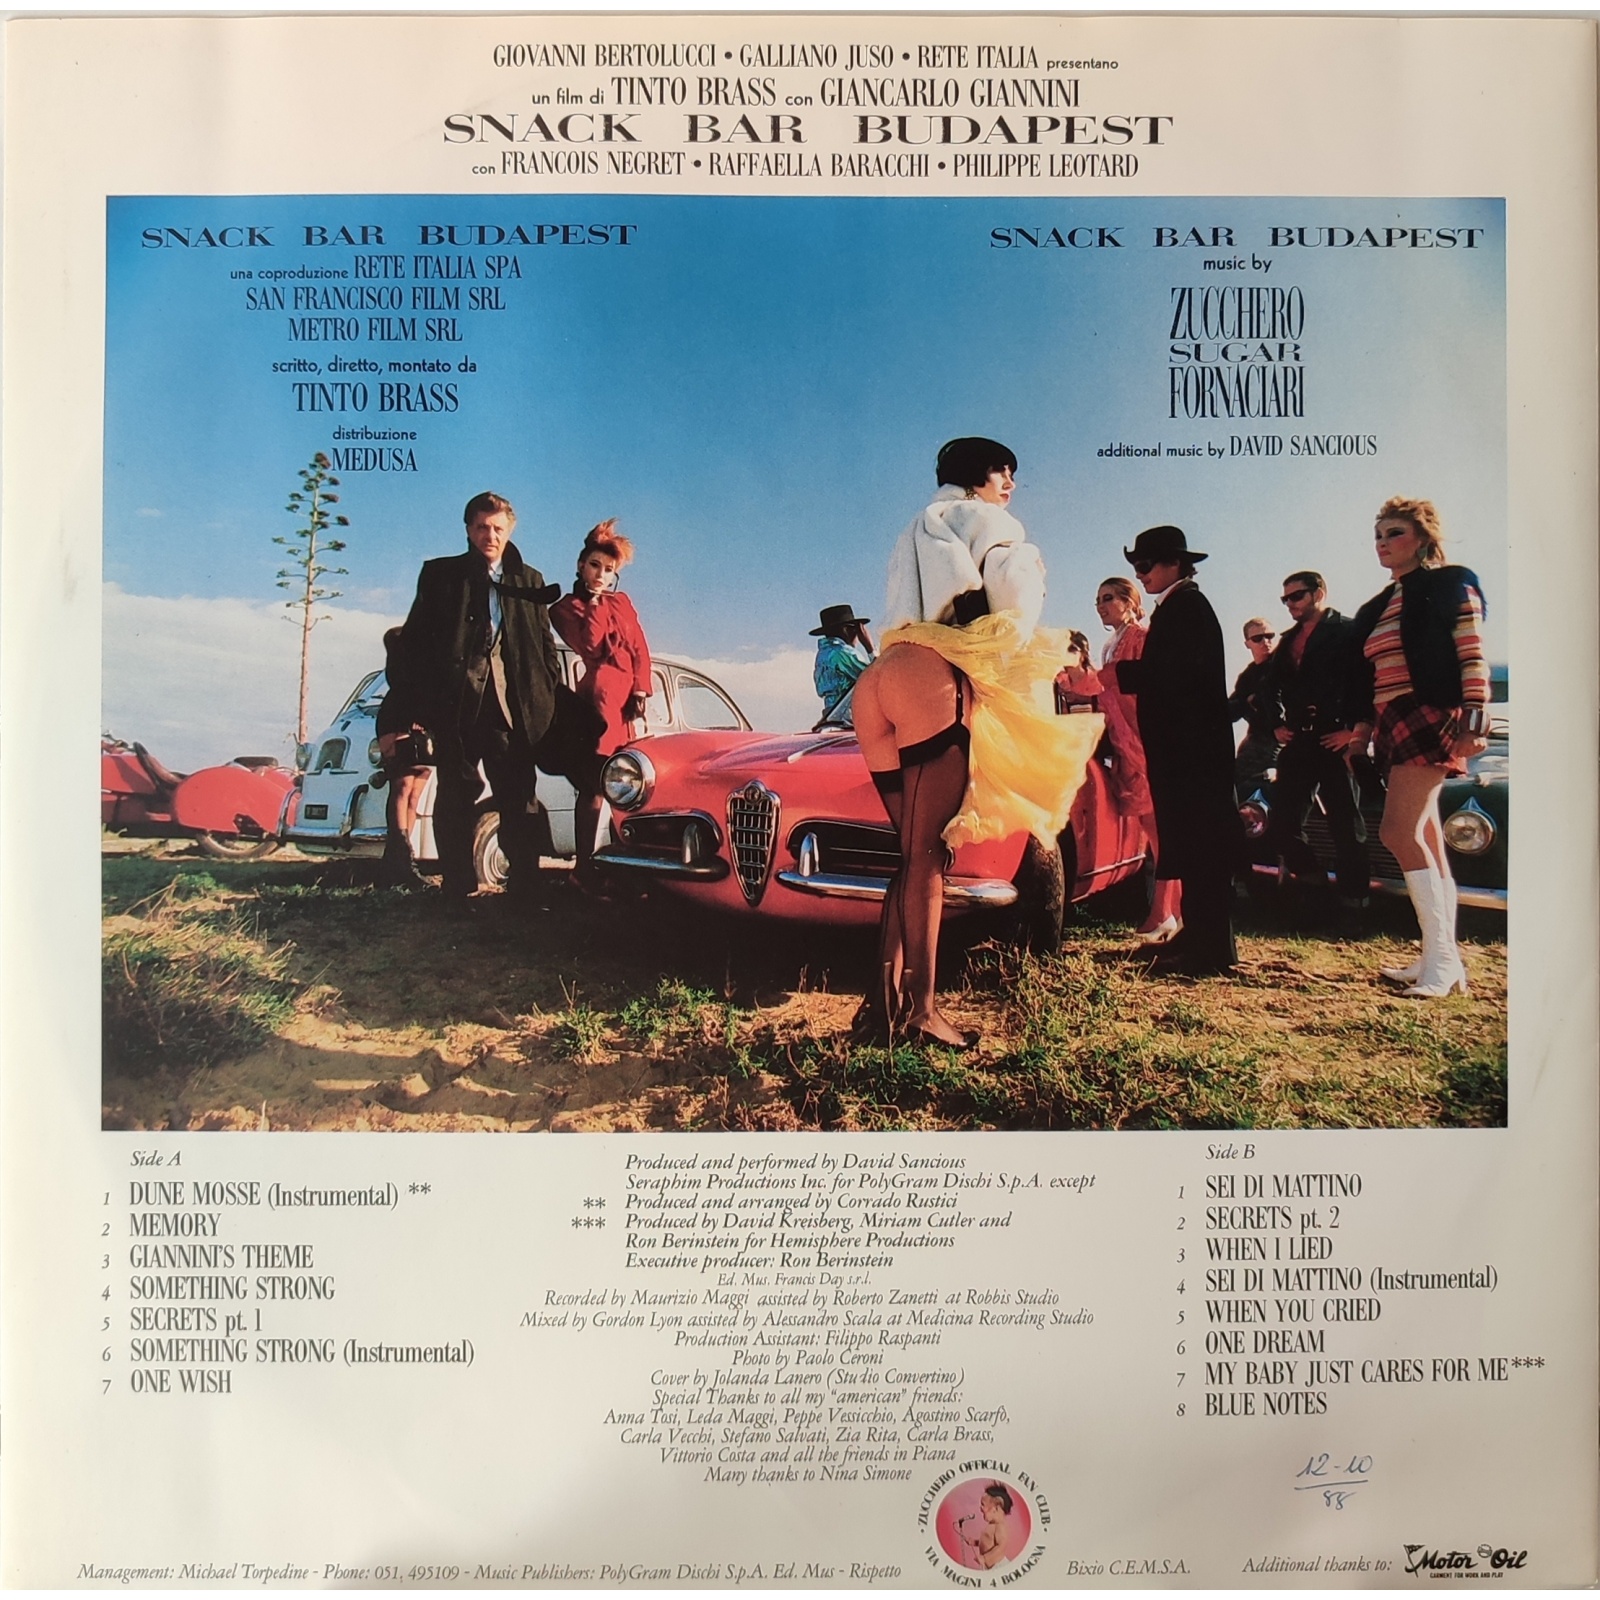 GIOVANNI BERTOLUCCI • GALLIANO JUSO • RETE ITALIA presentano
un film di TINTO BRASS con GIANCARLO GIANNINI
SNACK BAR BUDAPEST
con FRANCOIS NEGRET • RAFFAELLA BARACCHI • PHILIPPE LEOTARD
SNACK BAR BUDAPEST
una coproduzione RETE ITALIA SPA
SAN FRANCISCO FILM SRL
METRO FILM SRL
scritto, diretto, montato da
TINTO BRASS
distribuzione
MEDUSA
SNACK BAR BUDAPEST
music by
ZUCCHERO
SUGAR
FORNACIARI
additional music by DAVID SANCIOUS
Side A
1 DUNE MOSSE (Instrumental) **
2 MEMORY
3 GIANNINI'S THEME
4 SOMETHING STRONG
5 SECRETS pt. 1
6 SOMETHING STRONG (Instrumental)
7 ONE WISH
Produced and performed by David Sancious
Seraphim Productions Inc. for PolyGram Dischi S.p.A. except
** Produced and arranged by Corrado Rustici
*** Produced by David Kreisberg, Miriam Cutler and
Ron Berinstein for Hemisphere Productions
Executive producer: Ron Berinstein
Ed. Mus. Francis Day s.r.l.
Recorded by Maurizio Maggi assisted by Roberto Zanetti at Robbis Studio
Mixed by Gordon Lyon assisted by Alessandro Scala at Medicina Recording Studio
Production Assistant: Filippo Raspanti
Photo by Paolo Ceroni
Cover by Jolanda Lanero (Studio Convertino)
Special Thanks to all my "american" friends:
Anna Tosi, Leda Maggi, Peppe Vessicchio, Agostino Scarfò,
Carla Vecchi, Stefano Salvati, Zia Rita, Carla Brass,
Vittorio Costa and all the friends in Piana
Many thanks to Nina Simone
Side B
1 SEI DI MATTINO
2 SECRETS pt. 2
3 WHEN I LIED
4 SEI DI MATTINO (Instrumental)
5 WHEN YOU CRIED
6 ONE DREAM
7 MY BABY JUST CARES FOR ME***
8 BLUE NOTES
12-10
88
ZUCCHERO OFFICIAL FAN CLUB
VIA MAGINI 4 BOLOGNA
Management: Michael Torpedine - Phone: 051, 495109 - Music Publishers: PolyGram Dischi S.p.A. Ed. Mus - Rispetto
Bixio C.E.M.S.A.
Additional thanks to: Motor Oil
GARMENT FOR WORK AND PLAY